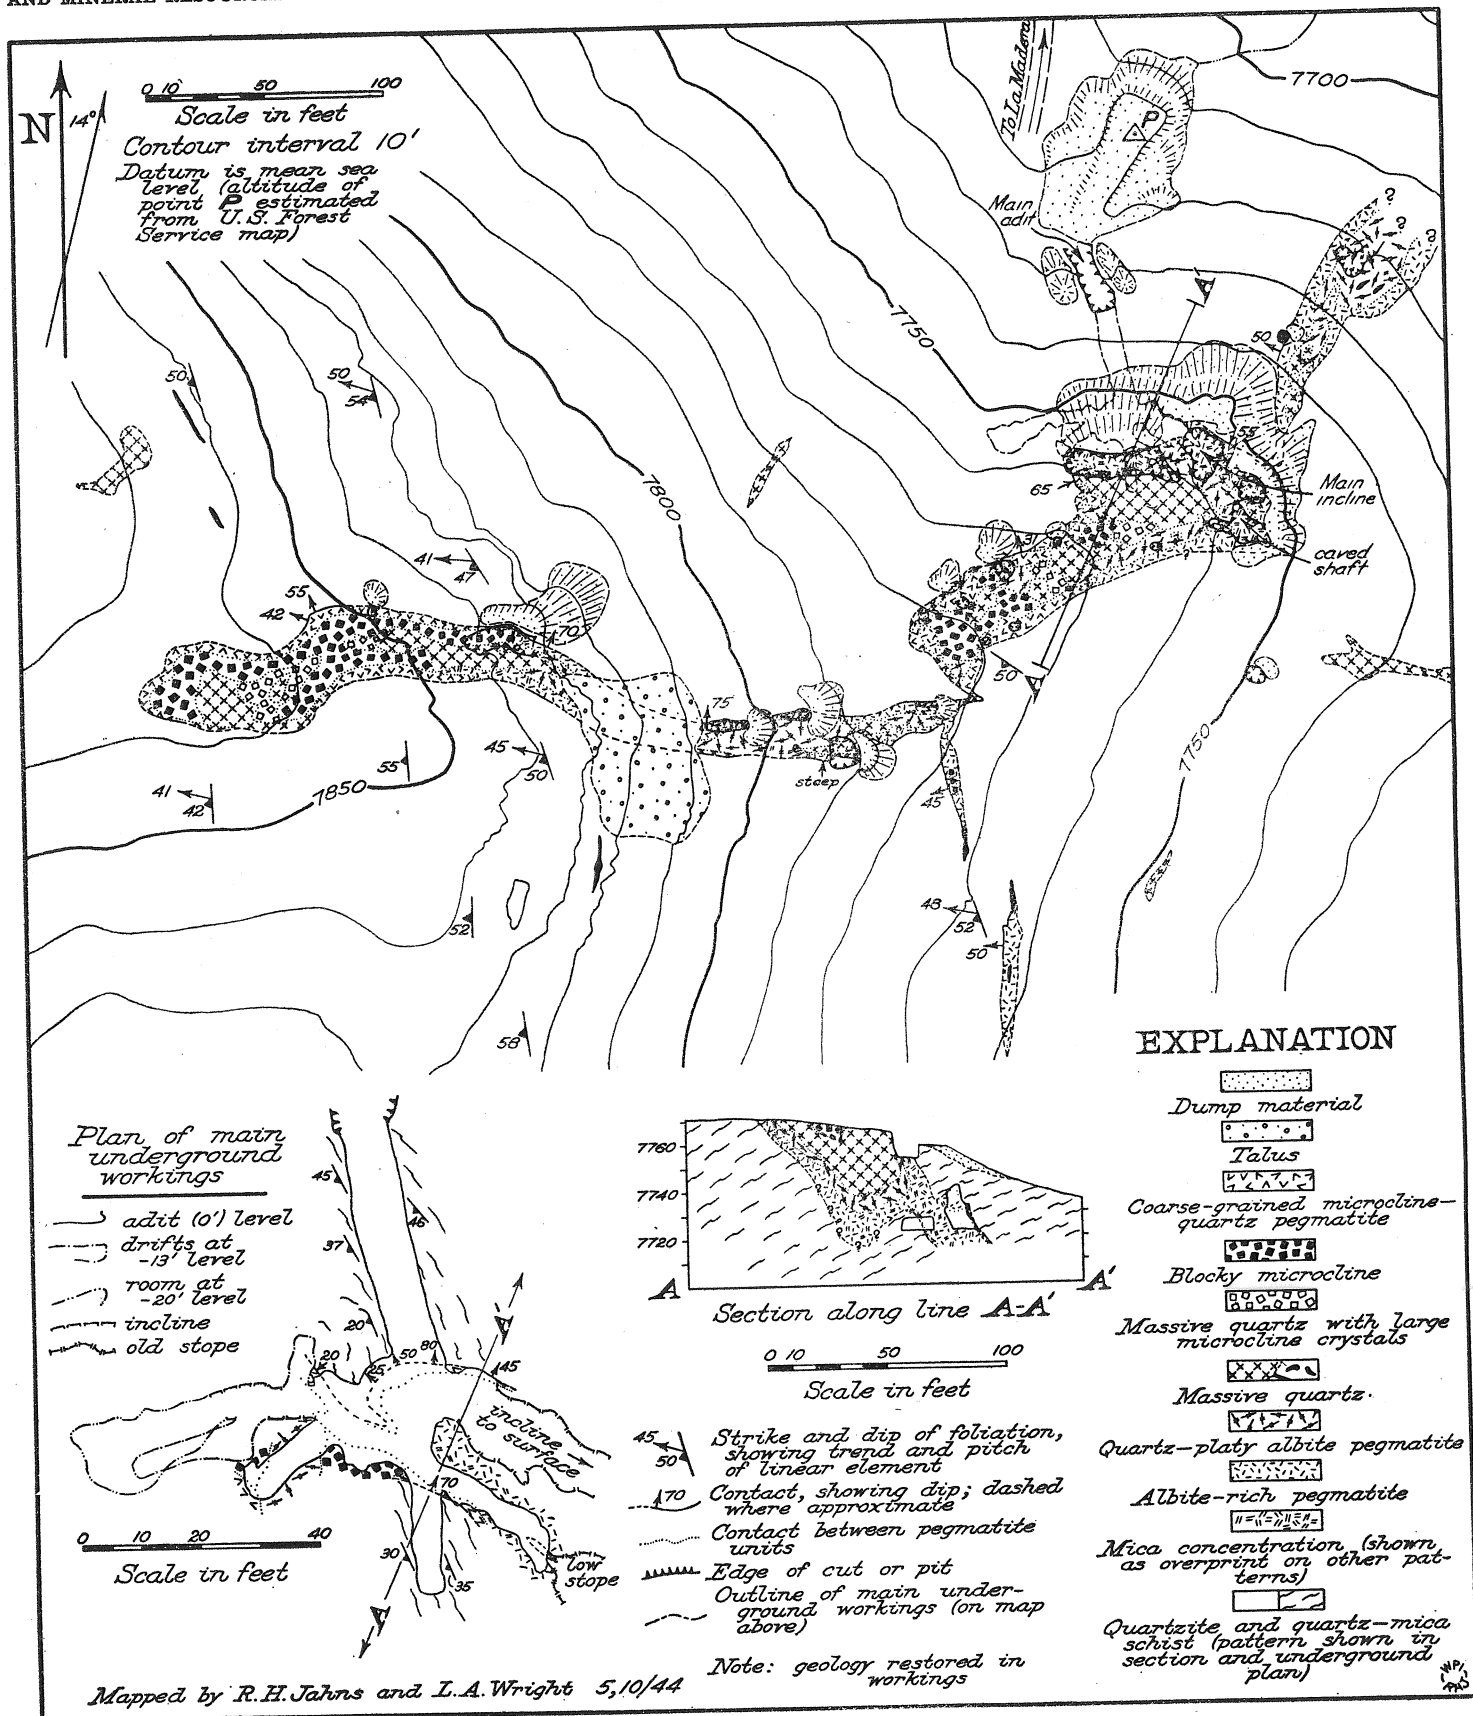 N
14°
0 10 50 100
Scale in feet
Contour interval 10'
Datum is mean sea
level (altitude of
point P estimated
from U.S. Forest
Service map)
To La Madera
7700
P
Main
adit
A'
?
?
?
7750
50
50
54
50
55
65
Main
incline
7800
31
caved
shaft
41
47
55
42
70
50
A
75
45
50
55
steep
7750
41
42
7850
45
48
52
50
52
58
EXPLANATION
Dump material
Talus
Coarse-grained microcline-
quartz pegmatite
Blocky microcline
Massive quartz with large
microcline crystals
Massive quartz.
Quartz-platy albite pegmatite
Albite-rich pegmatite
Mica concentration (shown
as overprint on other pat-
terns)
Quartzite and quartz-mica
schist (pattern shown in
section and underground
plan)
Plan of main
underground
workings
adit (0') level
drifts at
-13' level
room at
-20' level
incline
old stope
45
46
37
20
20
25
50
80
A'
45
incline
to surface
70
30
35
low
stope
A
0 10 20 40
Scale in feet
7760
7740
7720
A
A'
Section along line A-A'
0 10 50 100
Scale in feet
45
50
Strike and dip of foliation,
showing trend and pitch
of linear element
70
Contact, showing dip; dashed
where approximate
Contact between pegmatite
units
Edge of cut or pit
Outline of main under-
ground workings (on map
above)
Note: geology restored in
workings
Mapped by R.H. Jahns and L.A. Wright 5,10/44